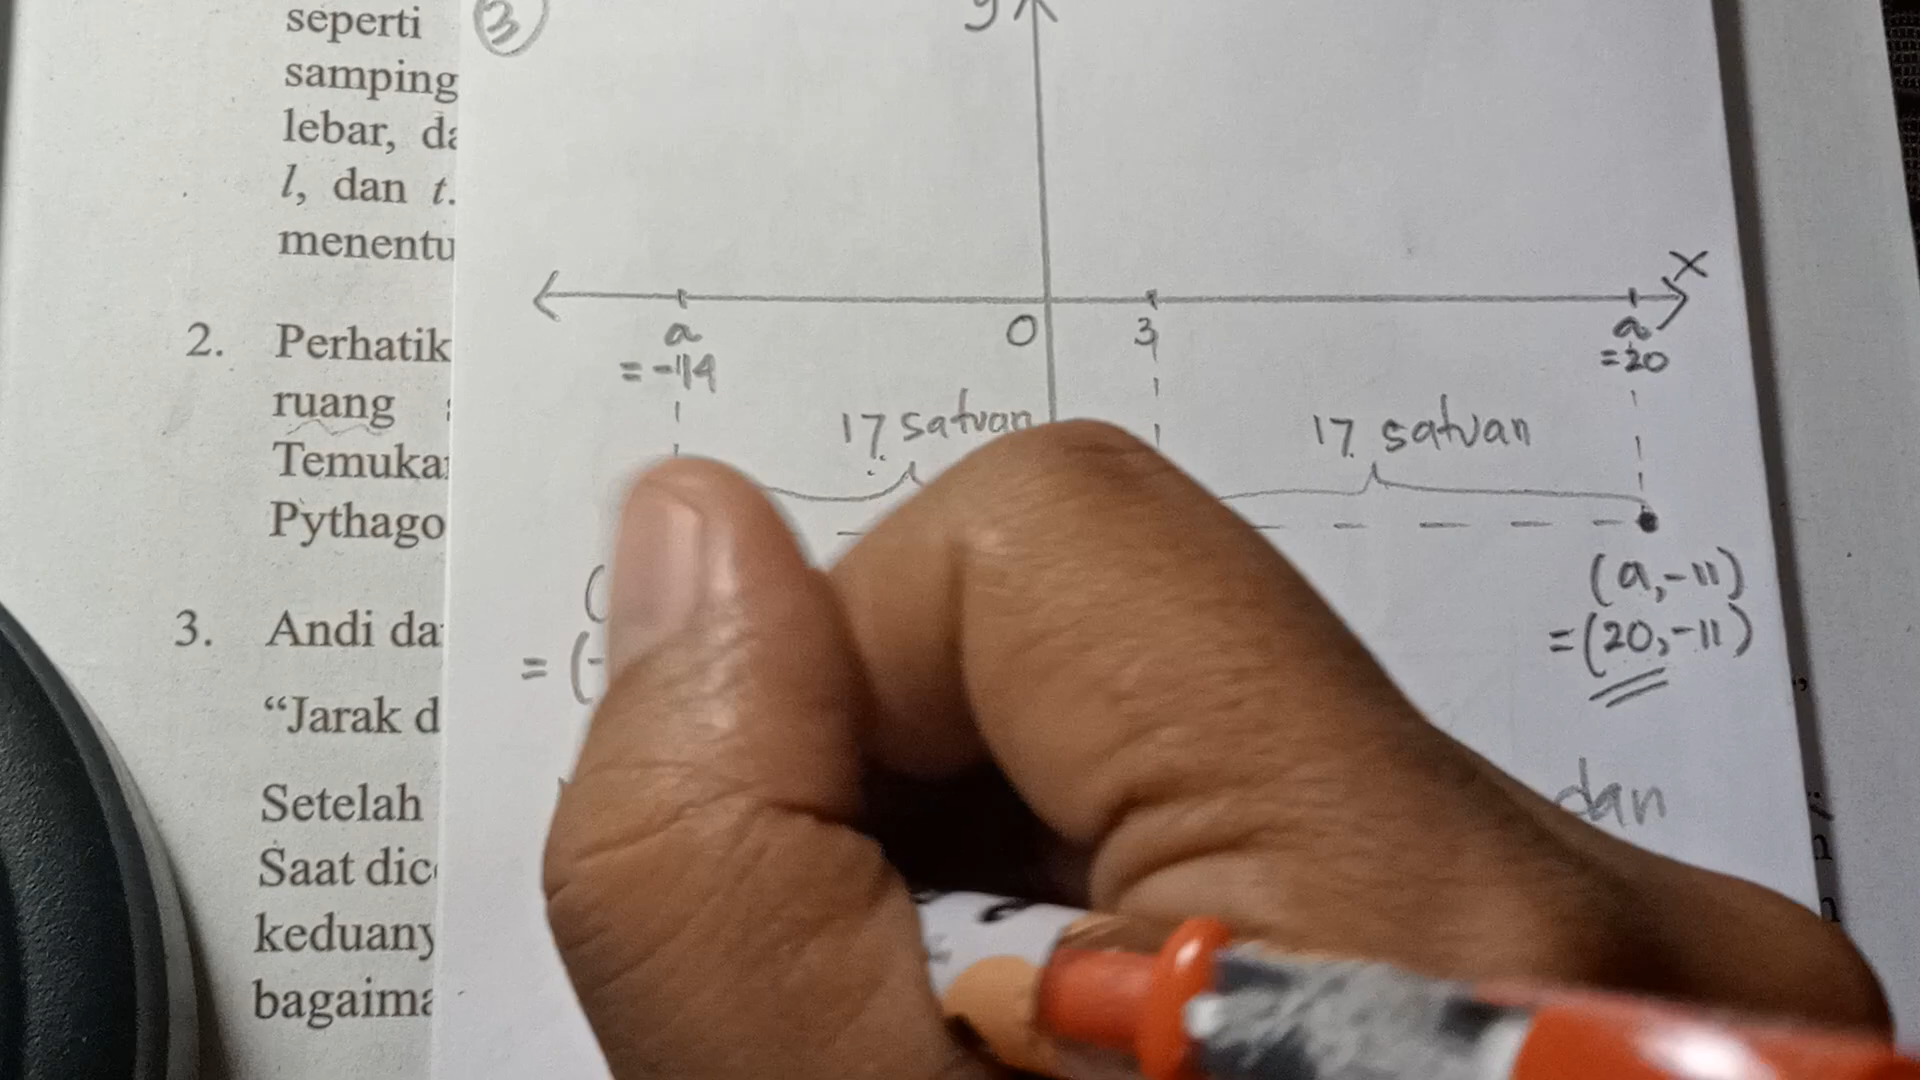 seperti
samping
lebar, da
l, dan t.
menentu
2. Perhatik
ruang
Temuka
Pythago
3. Andi da
“Jarak d
Setelah
Saat dic
keduany
bagaima
3
y
x
a
= -14
0
3
a
= 20
17 satuan
17 satuan
(a, -11)
= (20, -11)
(
= (-
dan